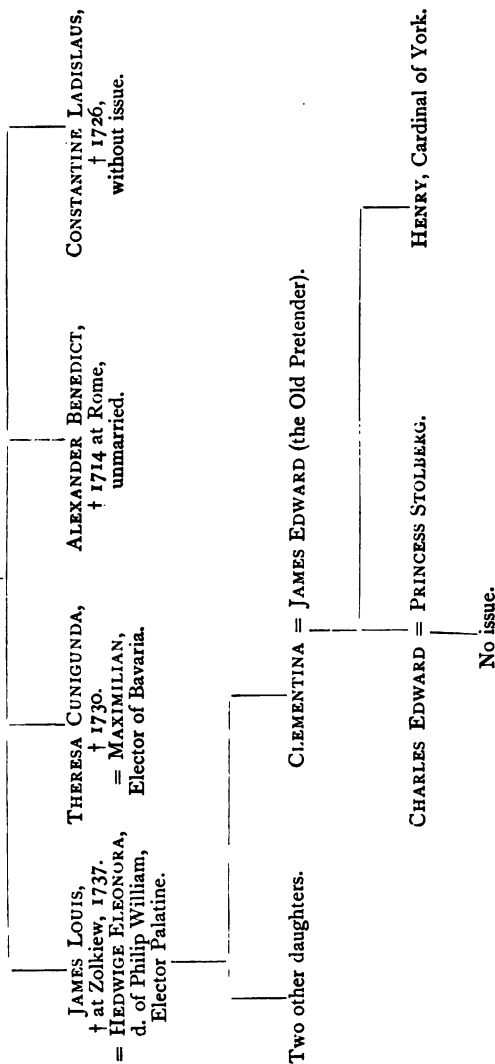 JAMES LOUIS,
† at Zolkiew, 1737.
= HEDWIGE ELEONORA,
d. of Philip William,
Elector Palatine.
THERESA CUNIGUNDA,
† 1730.
= MAXIMILIAN,
Elector of Bavaria.
ALEXANDER BENEDICT,
† 1714 at Rome,
unmarried.
CONSTANTINE LADISLAUS,
† 1726,
without issue.
Two other daughters.
CLEMENTINA = JAMES EDWARD (the Old Pretender).
CHARLES EDWARD = PRINCESS STOLBERG.
HENRY, Cardinal of York.
No issue.